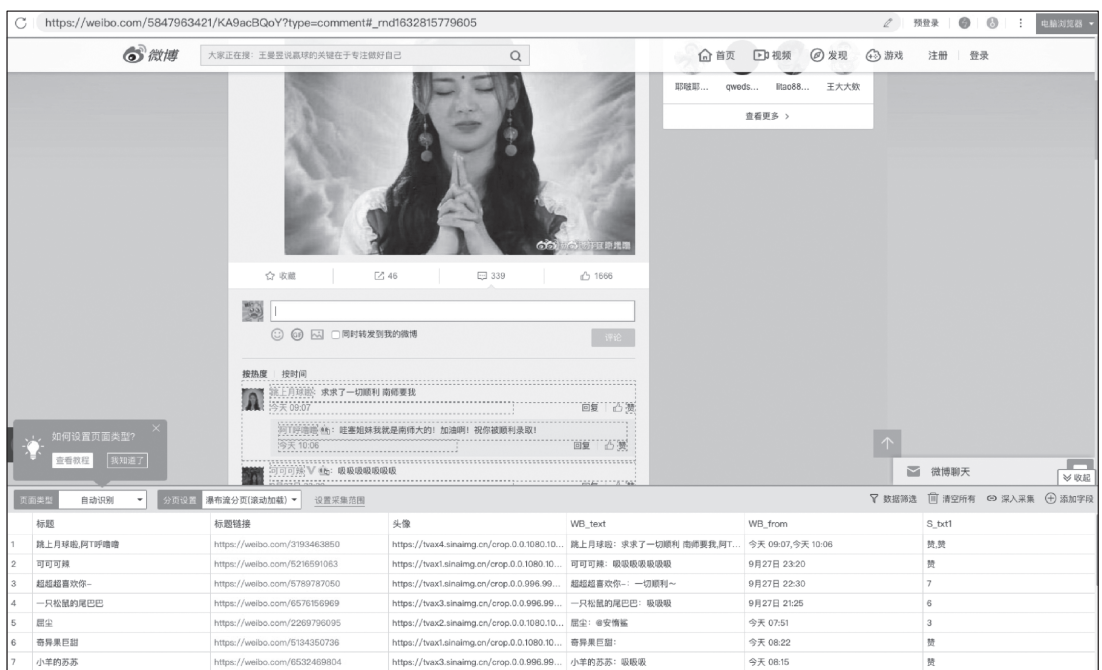 https://weibo.com/5847963421/KA9acBQoY?type=comment#_rnd1632815779605
预登录
电脑浏览器
微博
大家正在搜：王曼昱说赢球的关键在于专注做好自己
首页 视频 发现 游戏 注册 登录
耶啵耶... qweds... litao88... 王大大欸
查看更多 >
收藏 46 339 1666
同时转发到我的微博
评论
按热度 按时间
跳上月球啦: 求求了一切顺利 南师要我
今天 09:07 回复 赞
阿T呼噜噜: 哇塞姐妹我就是南师大的！加油啊！祝你被顺利录取！
今天 10:06 回复 赞
可可可辣: 吸吸吸吸吸吸吸
如何设置页面类型?
查看教程 我知道了
微博聊天
收起
页面类型 自动识别 分页设置 瀑布流分页(滚动加载) 设置采集范围 数据筛选 清空所有 深入采集 添加字段
标题 标题链接 头像 WB_text WB_from S_txt1
1 跳上月球啦,阿T呼噜噜 https://weibo.com/3193463850 https://tvax4.sinaimg.cn/crop.0.0.1080.10... 跳上月球啦：求求了一切顺利 南师要我,阿T... 今天 09:07,今天 10:06 赞,赞
2 可可可辣 https://weibo.com/5216591063 https://tvax1.sinaimg.cn/crop.0.0.1080.10... 可可可辣：吸吸吸吸吸吸吸 9月27日 23:20 赞
3 超超超喜欢你~ https://weibo.com/5789787050 https://tvax1.sinaimg.cn/crop.0.0.996.99... 超超超喜欢你~：一切顺利～ 9月27日 22:30 7
4 一只松鼠的尾巴巴 https://weibo.com/6576156969 https://tvax3.sinaimg.cn/crop.0.0.996.99... 一只松鼠的尾巴巴：吸吸吸 9月27日 21:25 6
5 屈尘 https://weibo.com/2269796095 https://tvax2.sinaimg.cn/crop.0.0.1080.10... 屈尘：@安惰鲨 今天 07:51 3
6 奇异果巨甜 https://weibo.com/5134350736 https://tvax1.sinaimg.cn/crop.0.0.1080.10... 奇异果巨甜： 今天 08:22 赞
7 小羊的苏苏 https://weibo.com/6532469804 https://tvax3.sinaimg.cn/crop.0.0.996.99... 小羊的苏苏：吸吸吸 今天 08:15 赞